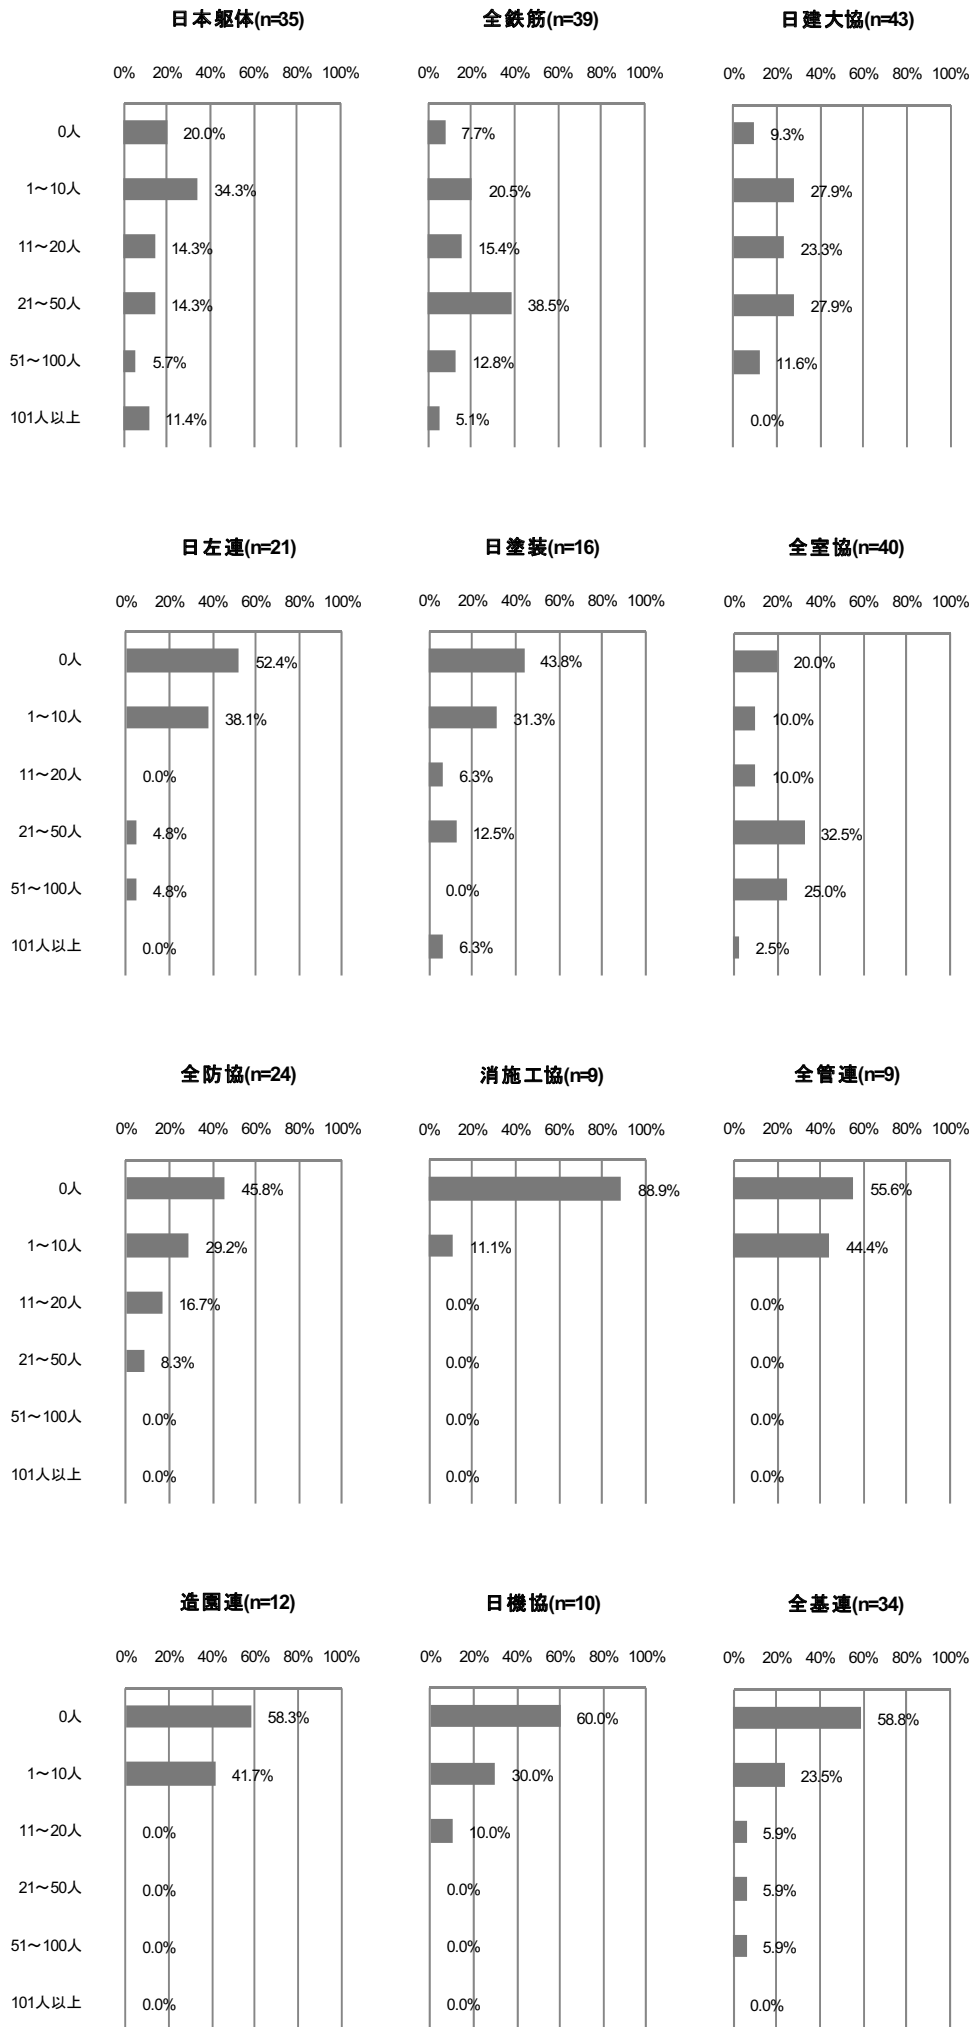 日本躯体(n=35) 全鉄筋(n=39) 日建大協(n=43)
0% 20% 40% 60% 80% 100% 0% 20% 40% 60% 80% 100% 0% 20% 40% 60% 80% 100%
0人 20.0% 7.7% 9.3%
1～10人 34.3% 20.5% 27.9%
11～20人 14.3% 15.4% 23.3%
21～50人 14.3% 38.5% 27.9%
51～100人 5.7% 12.8% 11.6%
101人以上 11.4% 5.1% 0.0%
日左連(n=21) 日塗装(n=16) 全室協(n=40)
0% 20% 40% 60% 80% 100% 0% 20% 40% 60% 80% 100% 0% 20% 40% 60% 80% 100%
0人 52.4% 43.8% 20.0%
1～10人 38.1% 31.3% 10.0%
11～20人 0.0% 6.3% 10.0%
21～50人 4.8% 12.5% 32.5%
51～100人 4.8% 0.0% 25.0%
101人以上 0.0% 6.3% 2.5%
全防協(n=24) 消施工協(n=9) 全管連(n=9)
0% 20% 40% 60% 80% 100% 0% 20% 40% 60% 80% 100% 0% 20% 40% 60% 80% 100%
0人 45.8% 88.9% 55.6%
1～10人 29.2% 11.1% 44.4%
11～20人 16.7% 0.0% 0.0%
21～50人 8.3% 0.0% 0.0%
51～100人 0.0% 0.0% 0.0%
101人以上 0.0% 0.0% 0.0%
造園連(n=12) 日機協(n=10) 全基連(n=34)
0% 20% 40% 60% 80% 100% 0% 20% 40% 60% 80% 100% 0% 20% 40% 60% 80% 100%
0人 58.3% 60.0% 58.8%
1～10人 41.7% 30.0% 23.5%
11～20人 0.0% 10.0% 5.9%
21～50人 0.0% 0.0% 5.9%
51～100人 0.0% 0.0% 5.9%
101人以上 0.0% 0.0% 0.0%